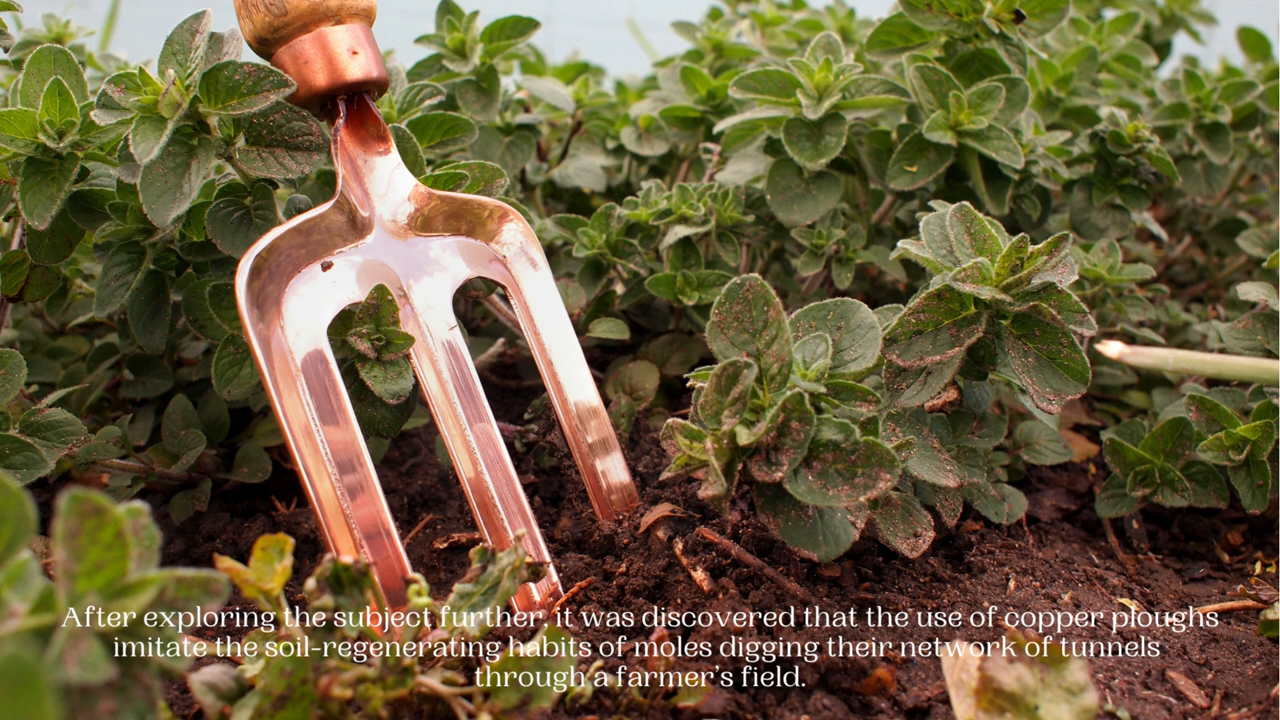 After exploring the subject further, it was discovered that the use of copper ploughs
imitate the soil-regenerating habits of moles digging their network of tunnels
through a farmer's field.